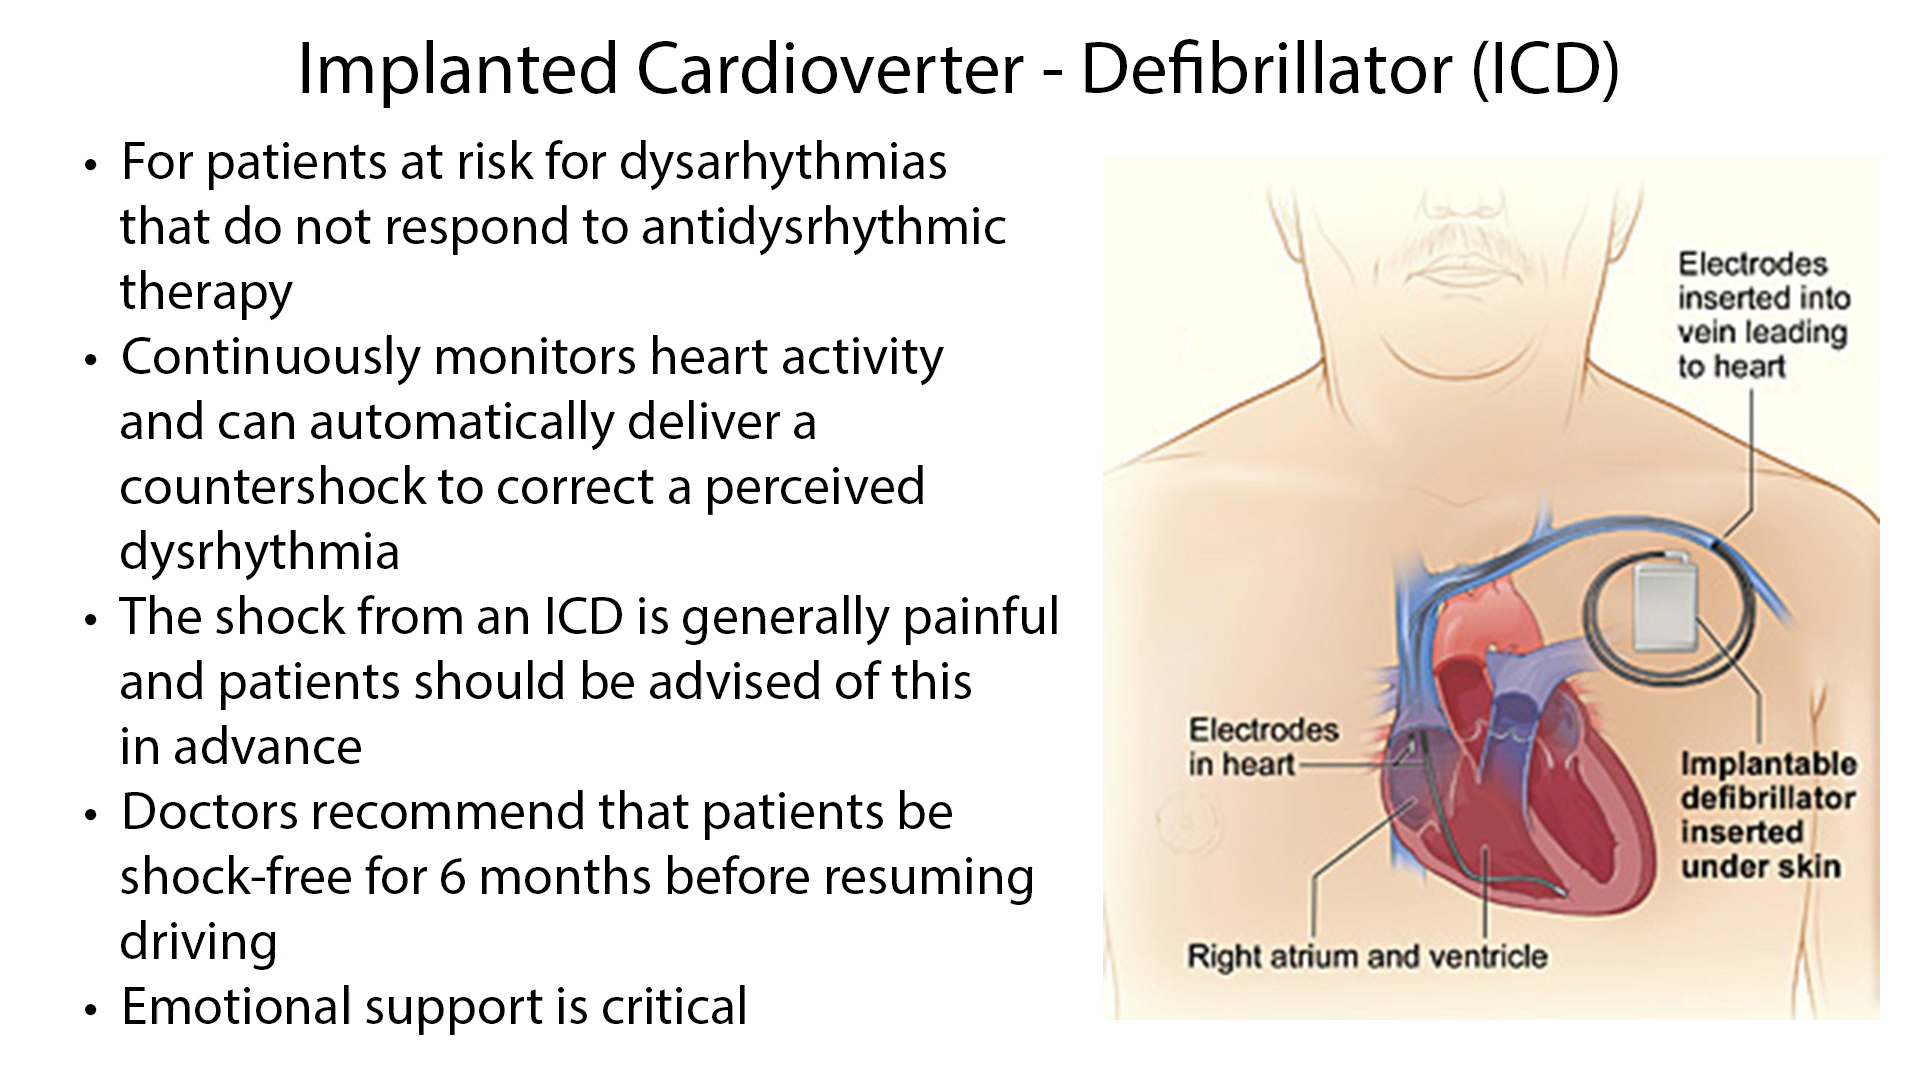 Implanted Cardioverter - Defibrillator (ICD)
• For patients at risk for dysarhythmias
that do not respond to antidysrhythmic
therapy
• Continuously monitors heart activity
and can automatically deliver a
countershock to correct a perceived
dysrhythmia
• The shock from an ICD is generally painful
and patients should be advised of this
in advance
• Doctors recommend that patients be
shock-free for 6 months before resuming
driving
• Emotional support is critical
Electrodes
inserted into
vein leading
to heart
Electrodes
in heart
Implantable
defibrillator
inserted
under skin
Right atrium and ventricle